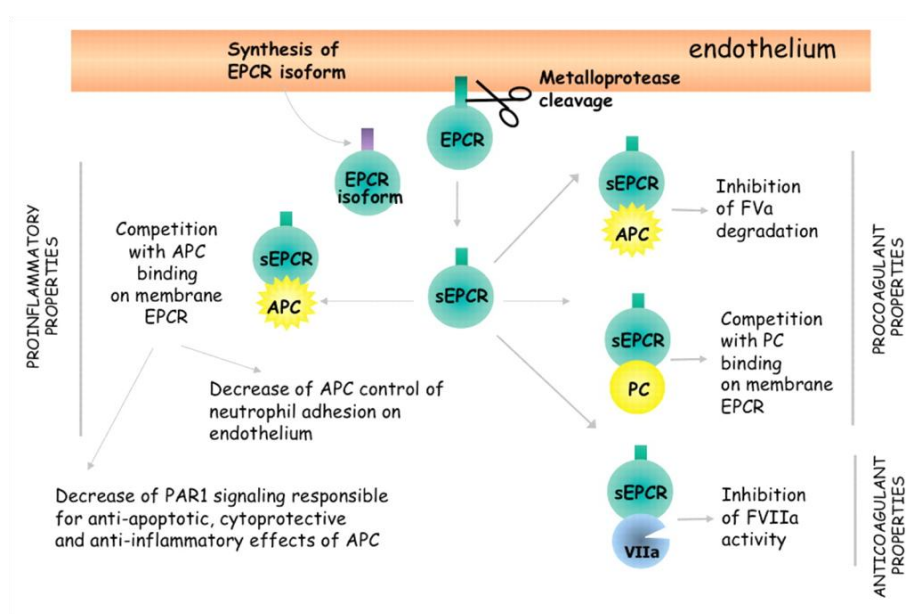 endothelium
Synthesis of
EPCR isoform
Metalloprotease
cleavage
EPCR
EPCR
isoform
sEPCR
APC
Inhibition
of FVa
degradation
PROINFLAMMATORY
PROPERTIES
Competition
with APC
binding
on membrane
EPCR
sEPCR
APC
sEPCR
PROCOAGULANT
PROPERTIES
sEPCR
PC
Competition
with PC
binding
on membrane
EPCR
Decrease of APC control of
neutrophil adhesion on
endothelium
Decrease of PAR1 signaling responsible
for anti-apoptotic, cytoprotective
and anti-inflammatory effects of APC
sEPCR
VIIa
Inhibition
of FVIIa
activity
ANTICOAGULANT
PROPERTIES